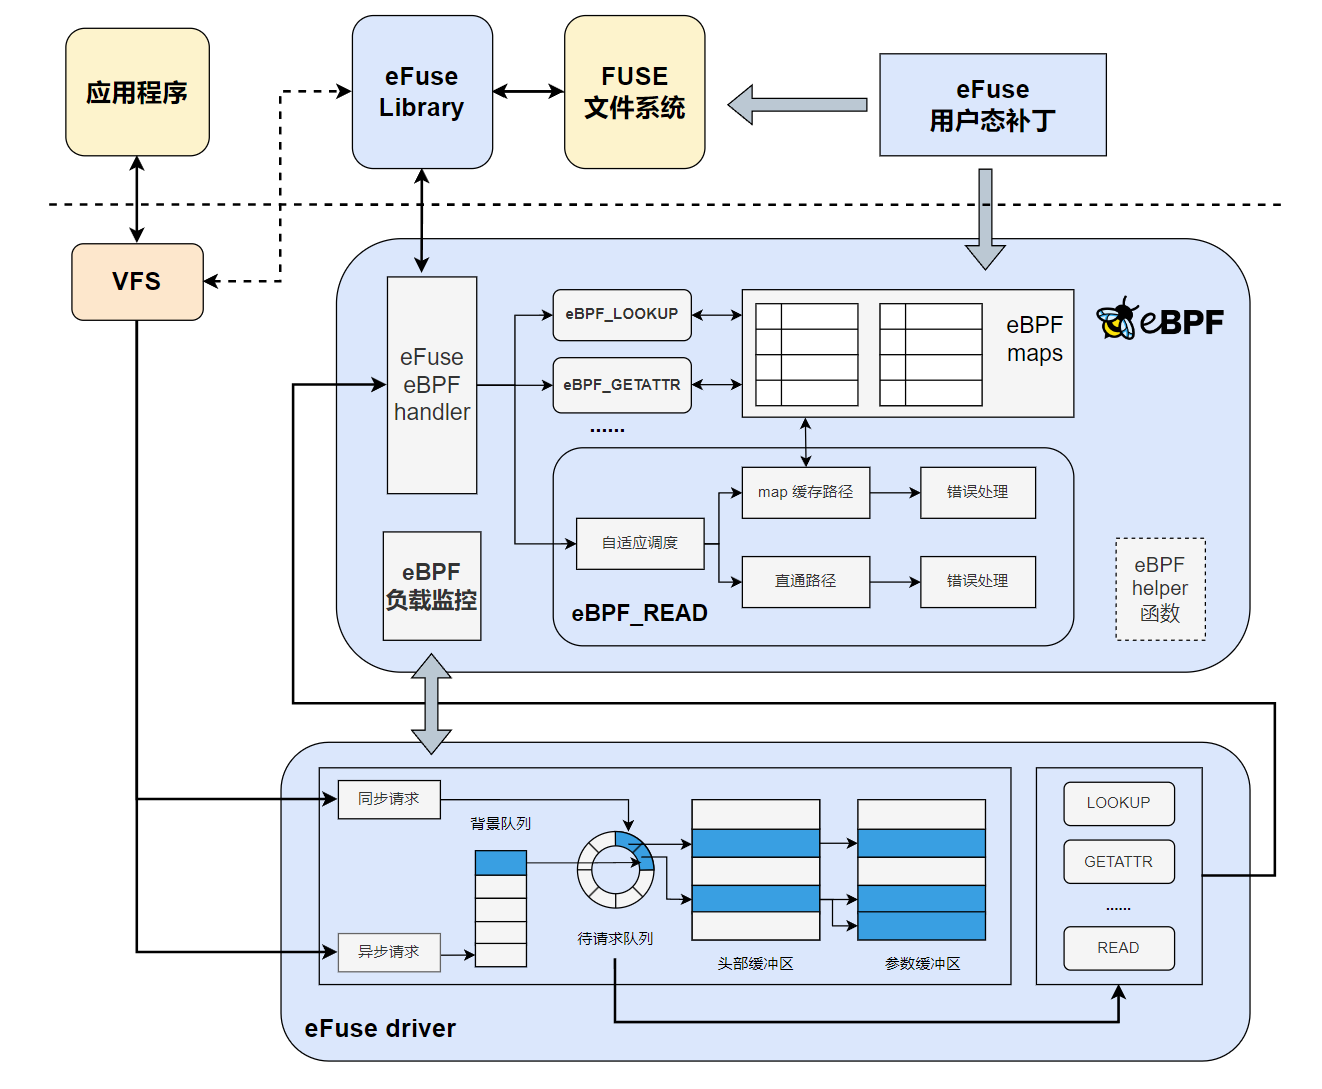 应用程序
eFuse
Library
FUSE
文件系统
eFuse
用户态补丁
VFS
eFuse
eBPF
handler
eBPF_LOOKUP
eBPF_GETATTR
......
eBPF
maps
eBPF
map 缓存路径
错误处理
自适应调度
直通路径
错误处理
eBPF_READ
eBPF
负载监控
eBPF
helper
函数
同步请求
背景队列
异步请求
待请求队列
头部缓冲区
参数缓冲区
LOOKUP
GETATTR
......
READ
eFuse driver